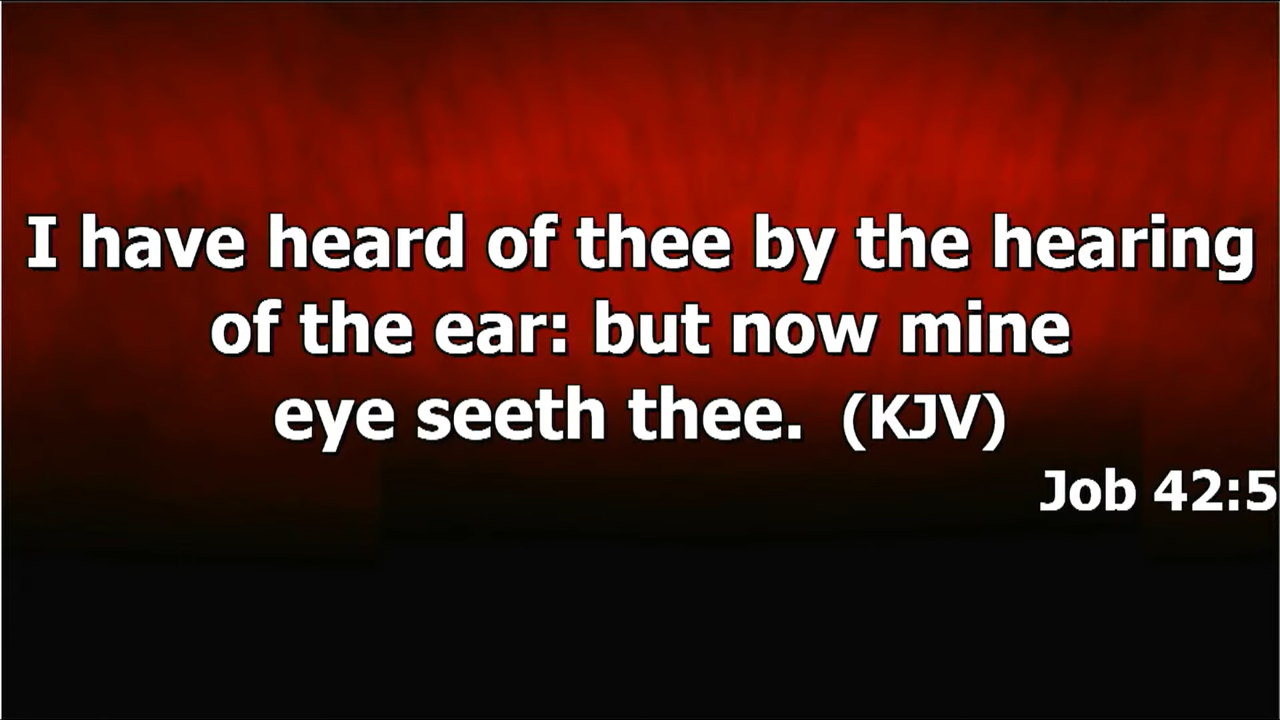 I have heard of thee by the hearing
of the ear: but now mine
eye seeth thee. (KJV)
Job 42:5